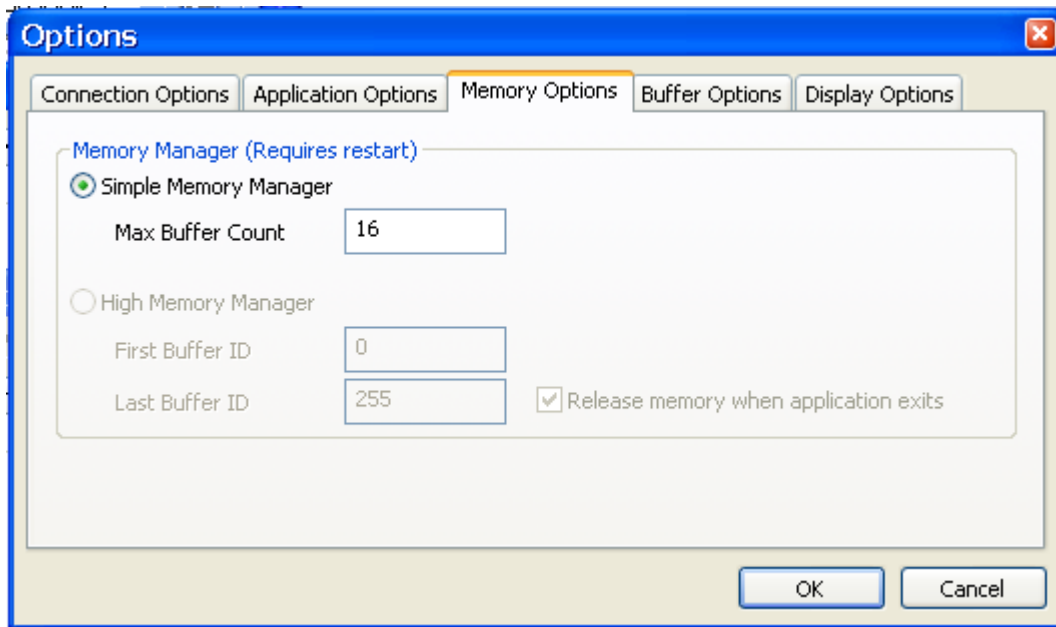 Options
Connection Options Application Options Memory Options Buffer Options Display Options
Memory Manager (Requires restart)
Simple Memory Manager
Max Buffer Count 16
High Memory Manager
First Buffer ID 0
Last Buffer ID 255 Release memory when application exits
OK Cancel